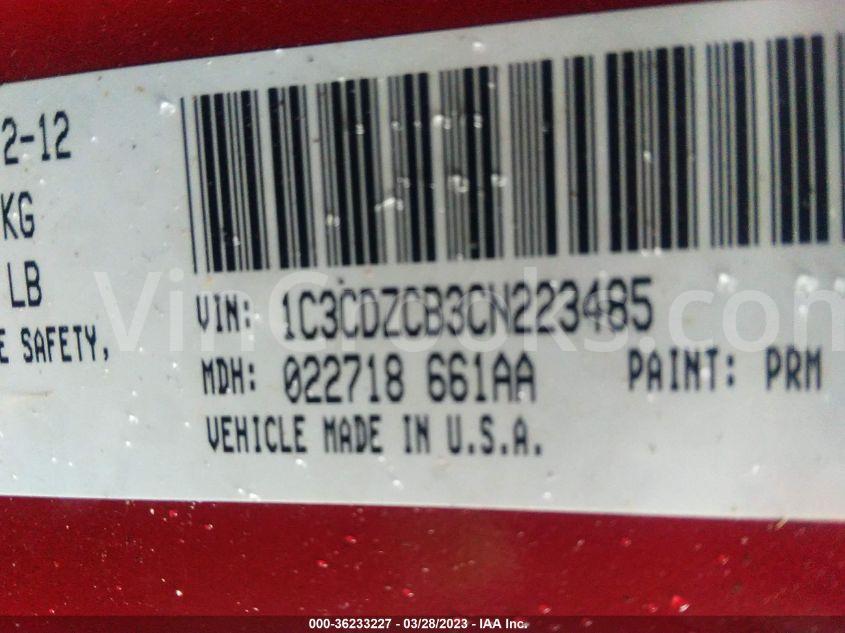 2-12
KG
LB
E SAFETY,
VIN: 1C3CDZCB3CN223485
MDH: 022718 661AA PAINT: PRM
VEHICLE MADE IN U.S.A.
000-36233227 - 03/28/2023 - IAA Inc.